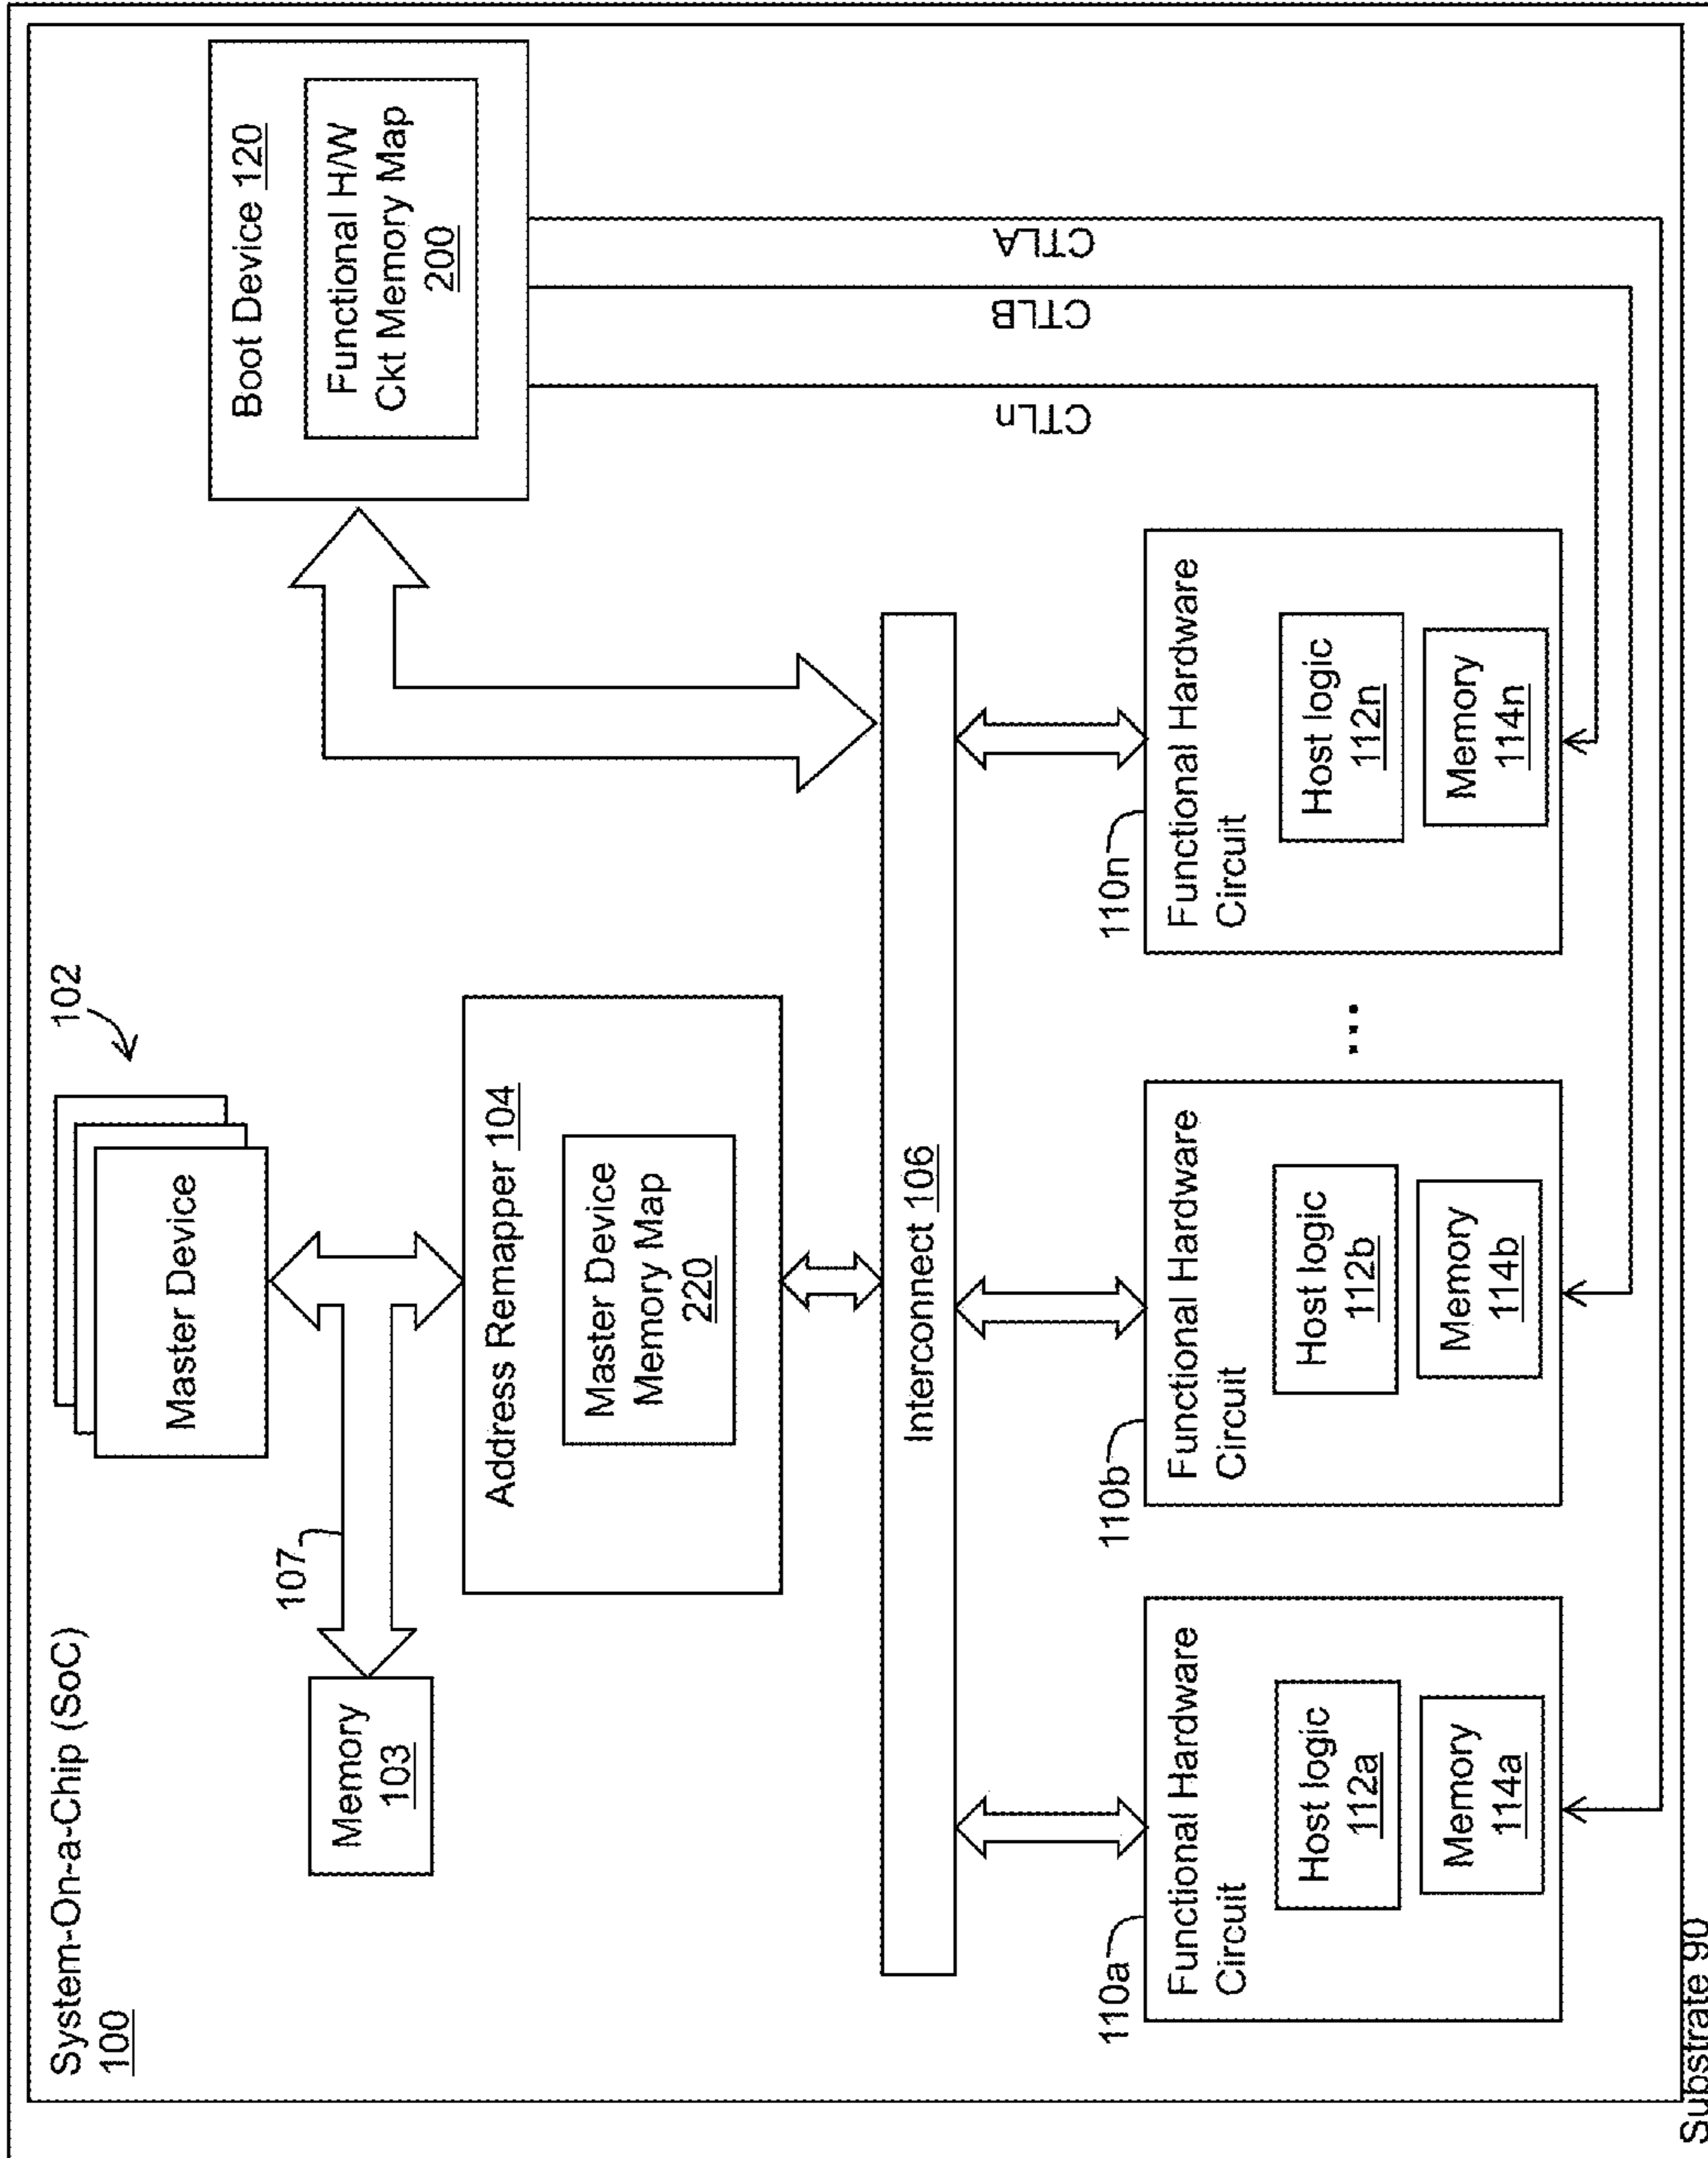 System-On-a-Chip (SoC)
100
102
Master Device
107
Memory
103
Address Remapper 104
Master Device
Memory Map
220
Boot Device 120
Functional H/W
Ckt Memory Map
200
Interconnect 106
CTLn
CTLB
CTLA
110a
Functional Hardware
Circuit
Host logic
112a
Memory
114a
110b
Functional Hardware
Circuit
Host logic
112b
Memory
114b
...
110n
Functional Hardware
Circuit
Host logic
112n
Memory
114n
Substrate 90